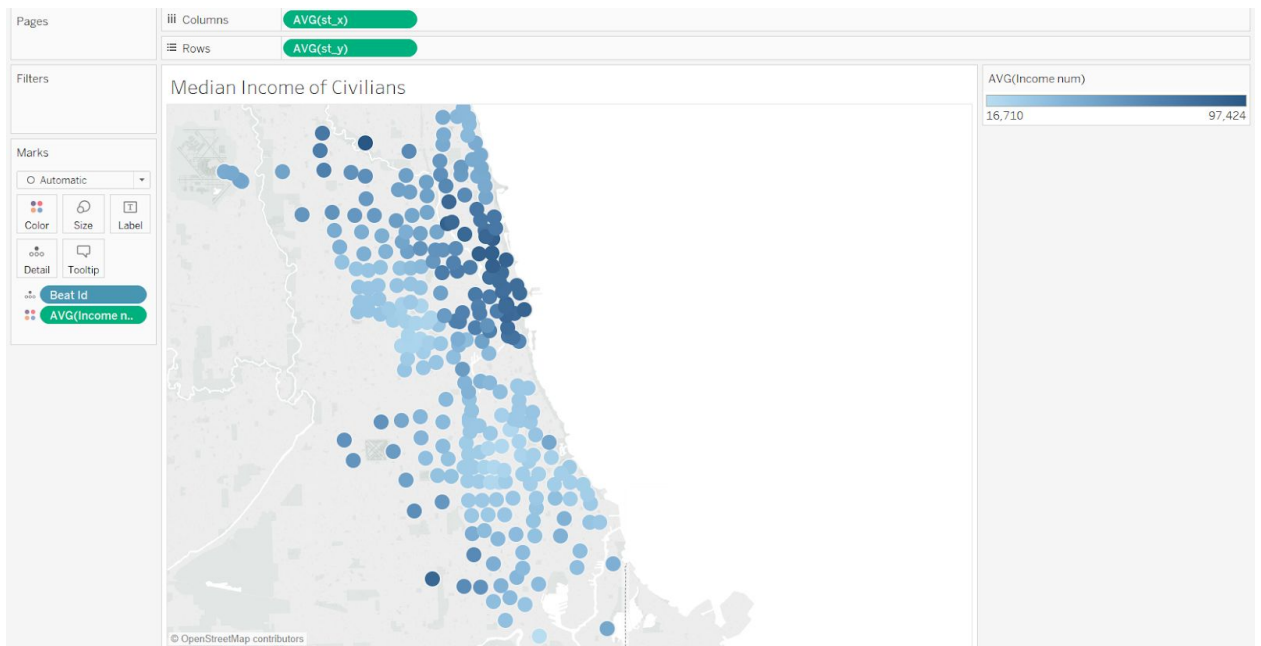 Pages
Columns
AVG(st_x)
Rows
AVG(st_y)
Filters
Marks
Automatic
Color
Size
Label
Detail
Tooltip
Beat Id
AVG(Income n..
Median Income of Civilians
© OpenStreetMap contributors
AVG(Income num)
16,710 97,424